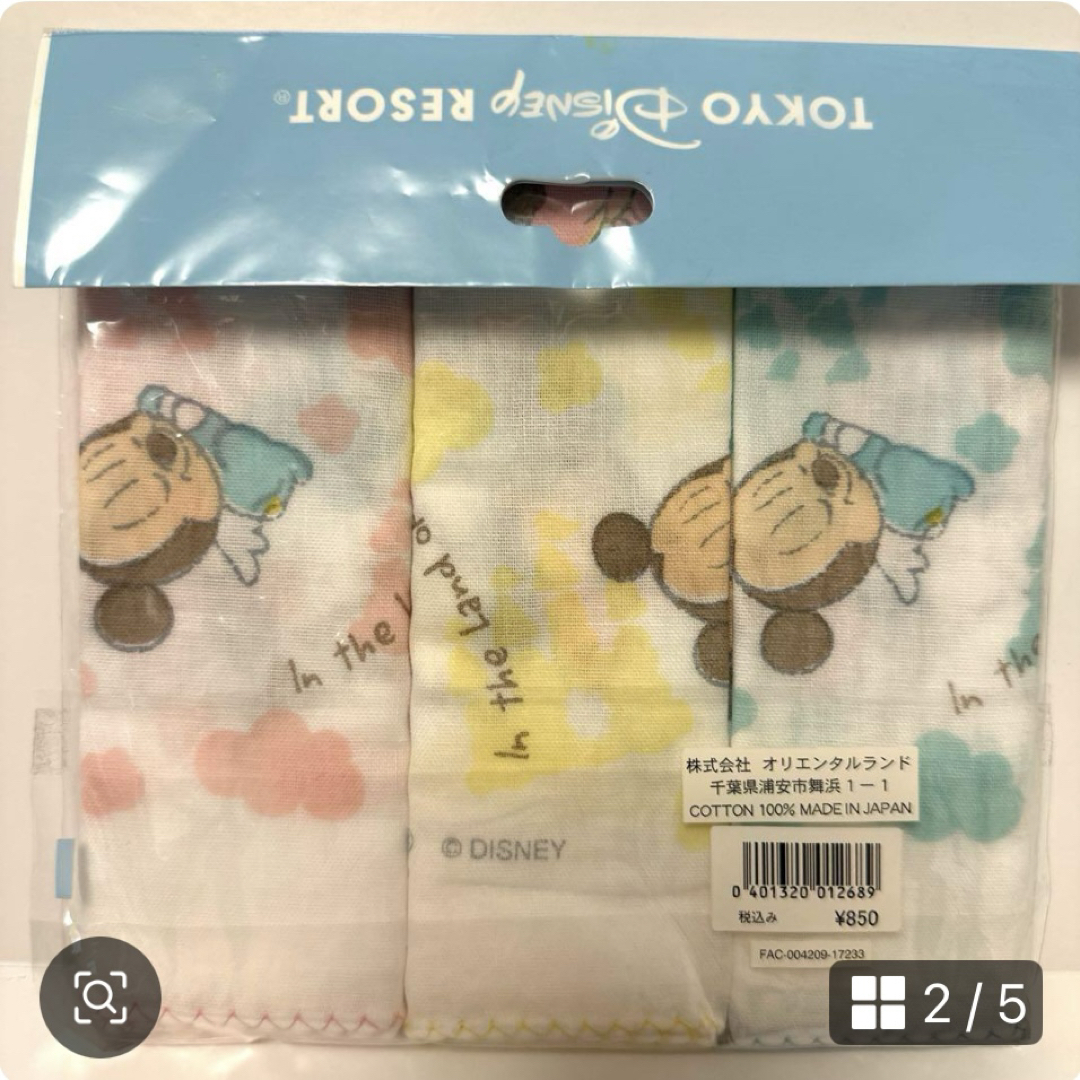 TOKYO DISNEY RESORT®
In the L
In the Land o
In the
© DISNEY
株式会社 オリエンタルランド
千葉県浦安市舞浜1-1
COTTON 100% MADE IN JAPAN
0 401320 012689
税込み ¥850
FAC-004209-17233
2 / 5